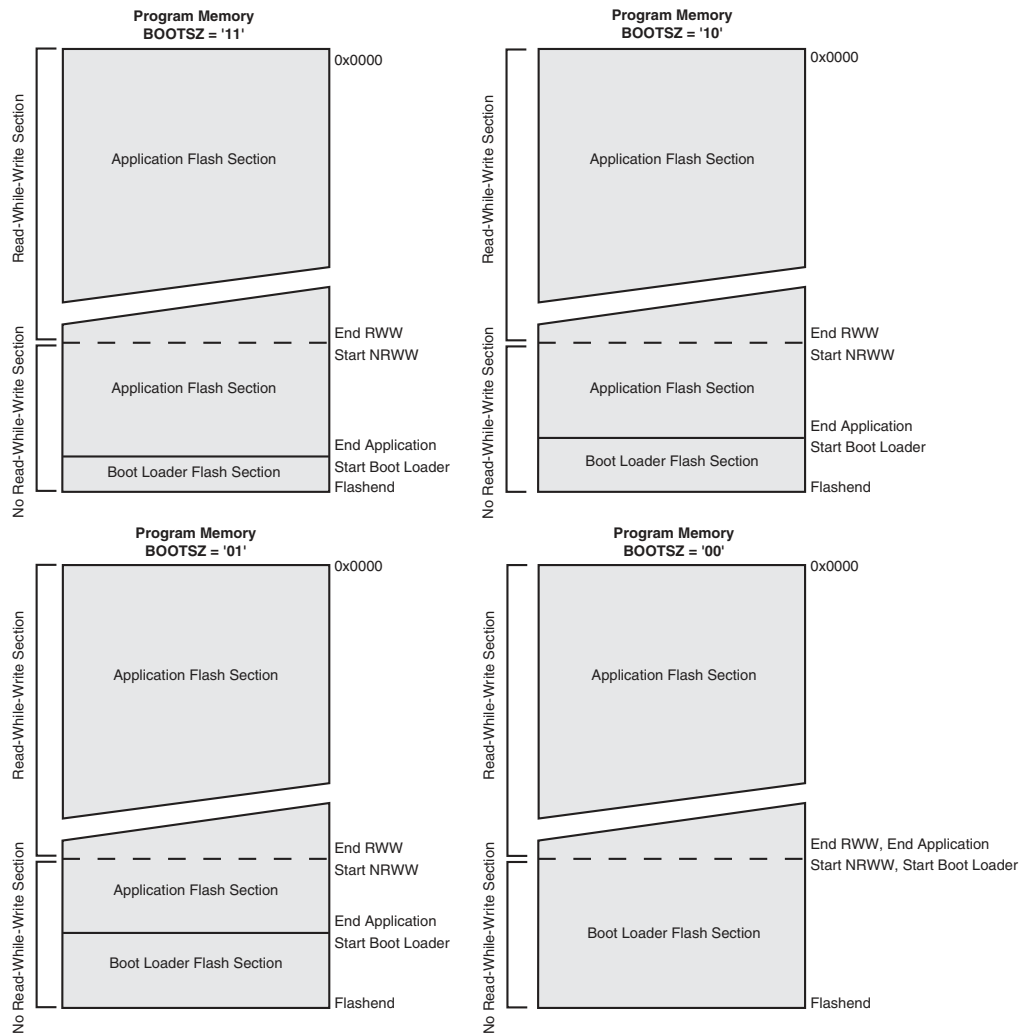 Program Memory
BOOTSZ = '11'
0x0000
Read-While-Write Section
Application Flash Section
End RWW
Start NRWW
No Read-While-Write Section
Application Flash Section
End Application
Start Boot Loader
Boot Loader Flash Section
Flashend
Program Memory
BOOTSZ = '10'
0x0000
Read-While-Write Section
Application Flash Section
End RWW
Start NRWW
No Read-While-Write Section
Application Flash Section
End Application
Start Boot Loader
Boot Loader Flash Section
Flashend
Program Memory
BOOTSZ = '01'
0x0000
Read-While-Write Section
Application Flash Section
End RWW
Start NRWW
No Read-While-Write Section
Application Flash Section
End Application
Start Boot Loader
Boot Loader Flash Section
Flashend
Program Memory
BOOTSZ = '00'
0x0000
Read-While-Write Section
Application Flash Section
End RWW, End Application
Start NRWW, Start Boot Loader
No Read-While-Write Section
Boot Loader Flash Section
Flashend